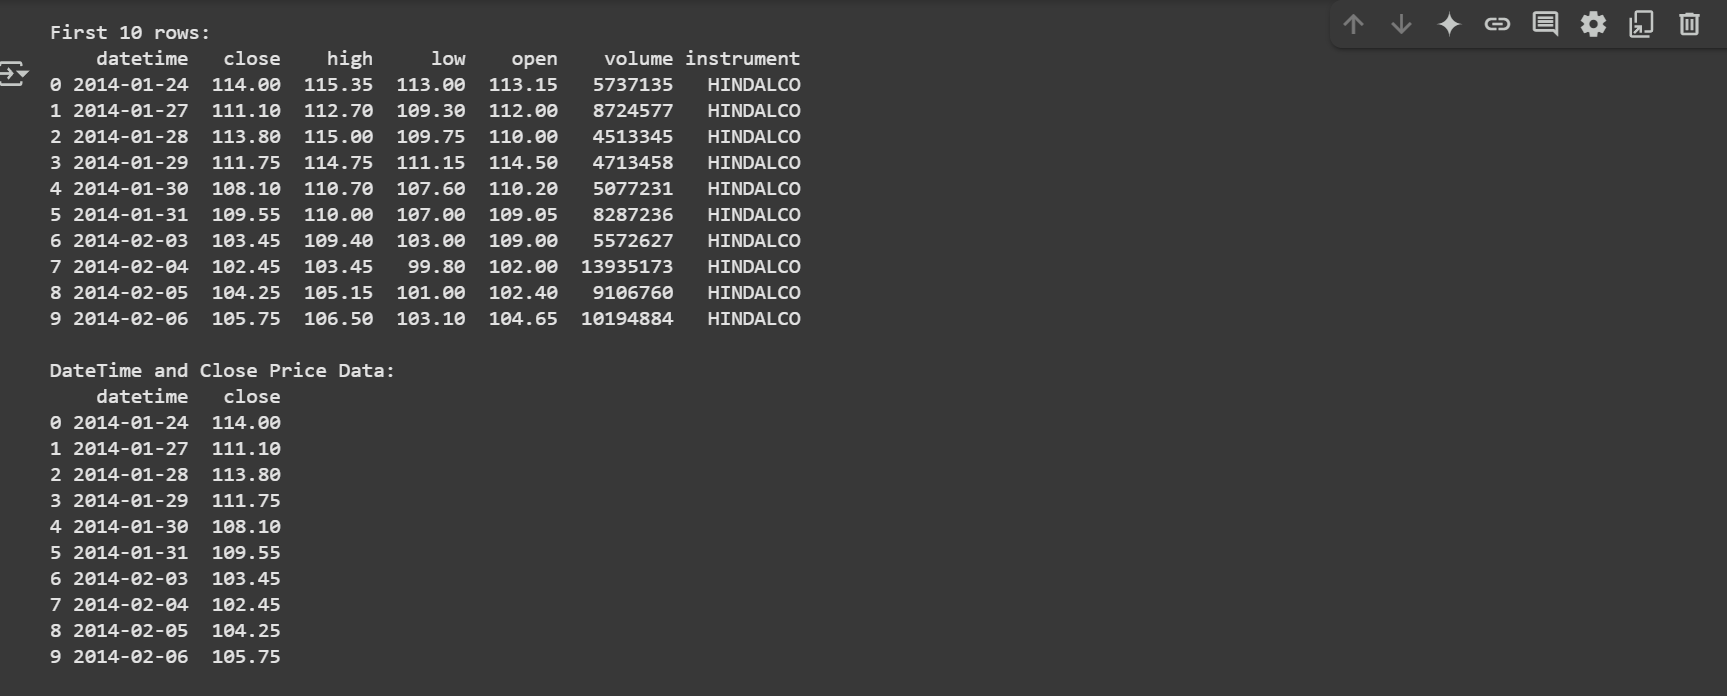 First 10 rows:
    datetime   close    high     low    open    volume instrument
0 2014-01-24  114.00  115.35  113.00  113.15   5737135   HINDALCO
1 2014-01-27  111.10  112.70  109.30  112.00   8724577   HINDALCO
2 2014-01-28  113.80  115.00  109.75  110.00   4513345   HINDALCO
3 2014-01-29  111.75  114.75  111.15  114.50   4713458   HINDALCO
4 2014-01-30  108.10  110.70  107.60  110.20   5077231   HINDALCO
5 2014-01-31  109.55  110.00  107.00  109.05   8287236   HINDALCO
6 2014-02-03  103.45  109.40  103.00  109.00   5572627   HINDALCO
7 2014-02-04  102.45  103.45   99.80  102.00  13935173   HINDALCO
8 2014-02-05  104.25  105.15  101.00  102.40   9106760   HINDALCO
9 2014-02-06  105.75  106.50  103.10  104.65  10194884   HINDALCO
DateTime and Close Price Data:
    datetime   close
0 2014-01-24  114.00
1 2014-01-27  111.10
2 2014-01-28  113.80
3 2014-01-29  111.75
4 2014-01-30  108.10
5 2014-01-31  109.55
6 2014-02-03  103.45
7 2014-02-04  102.45
8 2014-02-05  104.25
9 2014-02-06  105.75